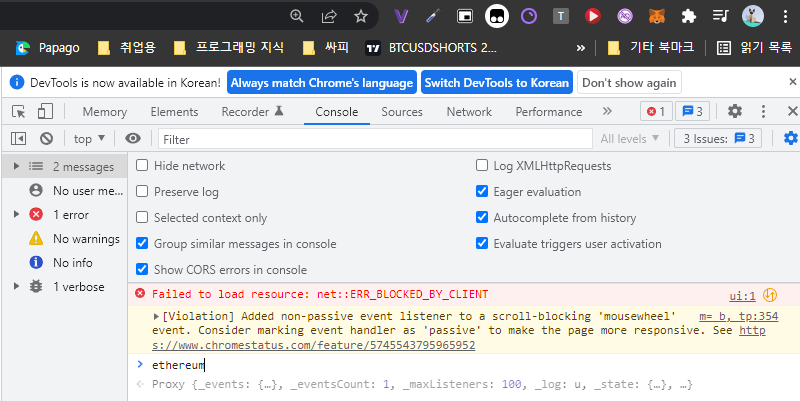 Papago 취업용 프로그래밍 지식 싸피 BTCUSDSHORTS 2... » 기타 북마크 읽기 목록
DevTools is now available in Korean! Always match Chrome's language Switch DevTools to Korean Don't show again
Memory Elements Recorder Console Sources Network Performance » 1 3
top ▾ Filter All levels ▾ 3 Issues: 3
2 messages
No user me...
1 error
No warnings
No info
1 verbose
Hide network Log XMLHttpRequests
Preserve log Eager evaluation
Selected context only Autocomplete from history
Group similar messages in console Evaluate triggers user activation
Show CORS errors in console
Failed to load resource: net::ERR_BLOCKED_BY_CLIENT ui:1
[Violation] Added non-passive event listener to a scroll-blocking 'mousewheel' m=_b,_tp:354
event. Consider marking event handler as 'passive' to make the page more responsive. See http
s://www.chromestatus.com/feature/5745543795965952
> ethereum
Proxy {_events: {…}, _eventsCount: 1, _maxListeners: 100, _log: u, _state: {…}, …}